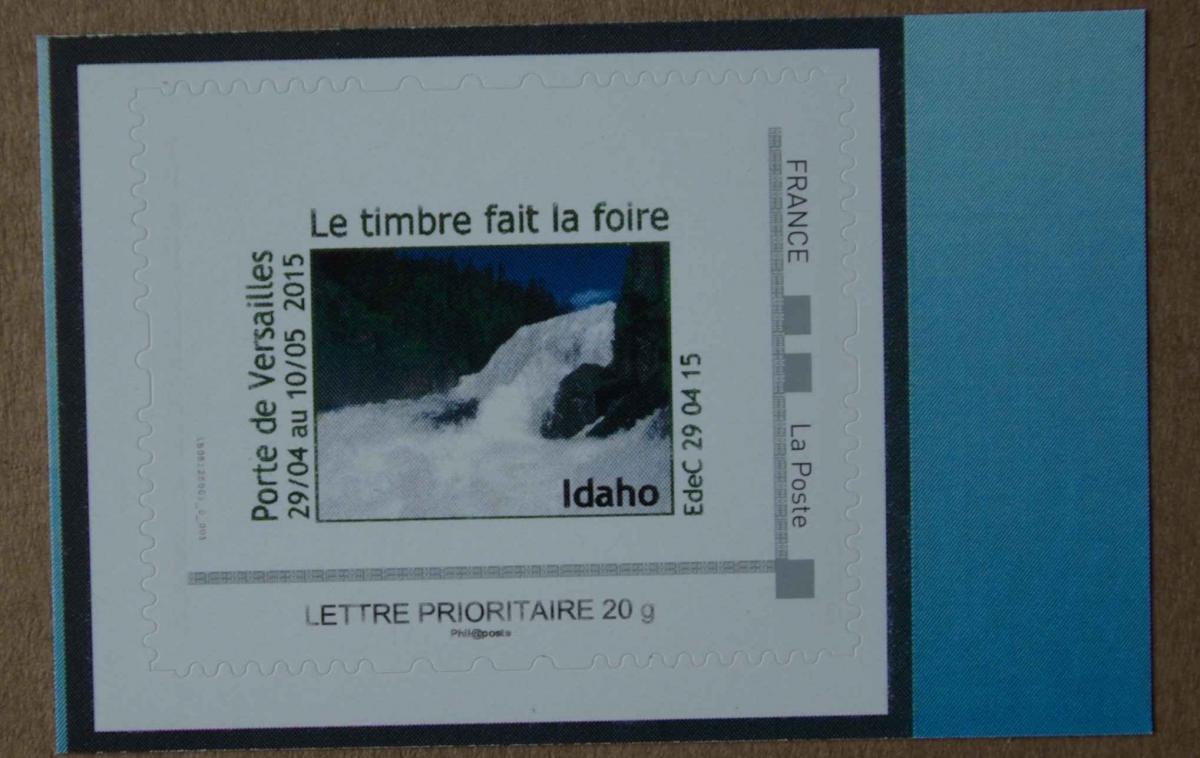 Le timbre fait la foire
Porte de Versailles
29/04 au 10/05 2015
Idaho
EdeC 29 04 15
FRANCE
La Poste
LETTRE PRIORITAIRE 20 g
Phil@poste